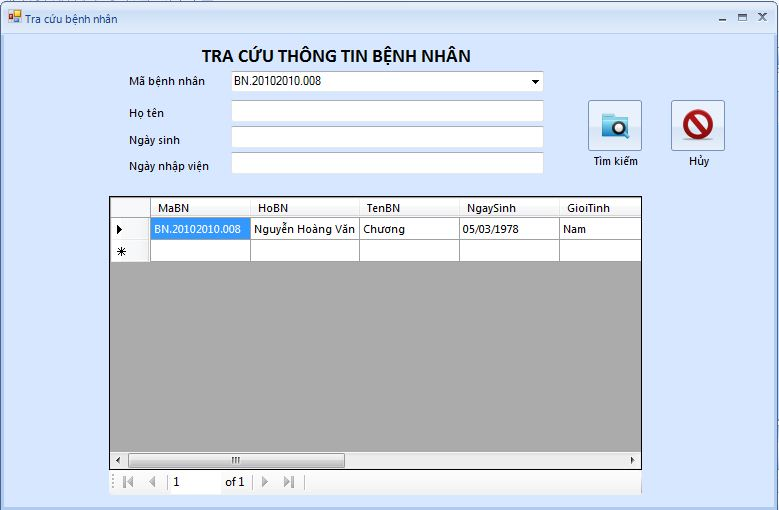 Tra cứu bệnh nhân
TRA CỨU THÔNG TIN BỆNH NHÂN
Mã bệnh nhân BN.20102010.008
Họ tên
Ngày sinh
Ngày nhập viện
Tìm kiếm Hủy
MaBN HoBN TenBN NgaySinh GioiTinh
BN.20102010.008 Nguyễn Hoàng Văn Chương 05/03/1978 Nam
1 of 1